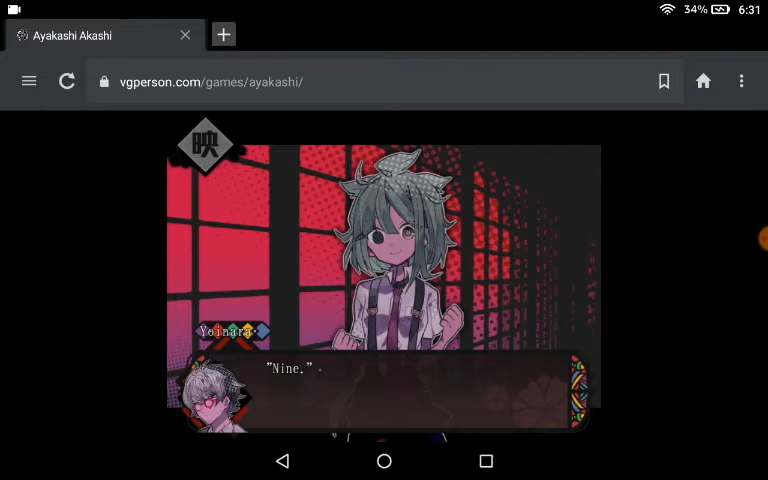 34% 6:31
Ayakashi Akashi
vgperson.com/games/ayakashi/
映
Yoinara
"Nine."